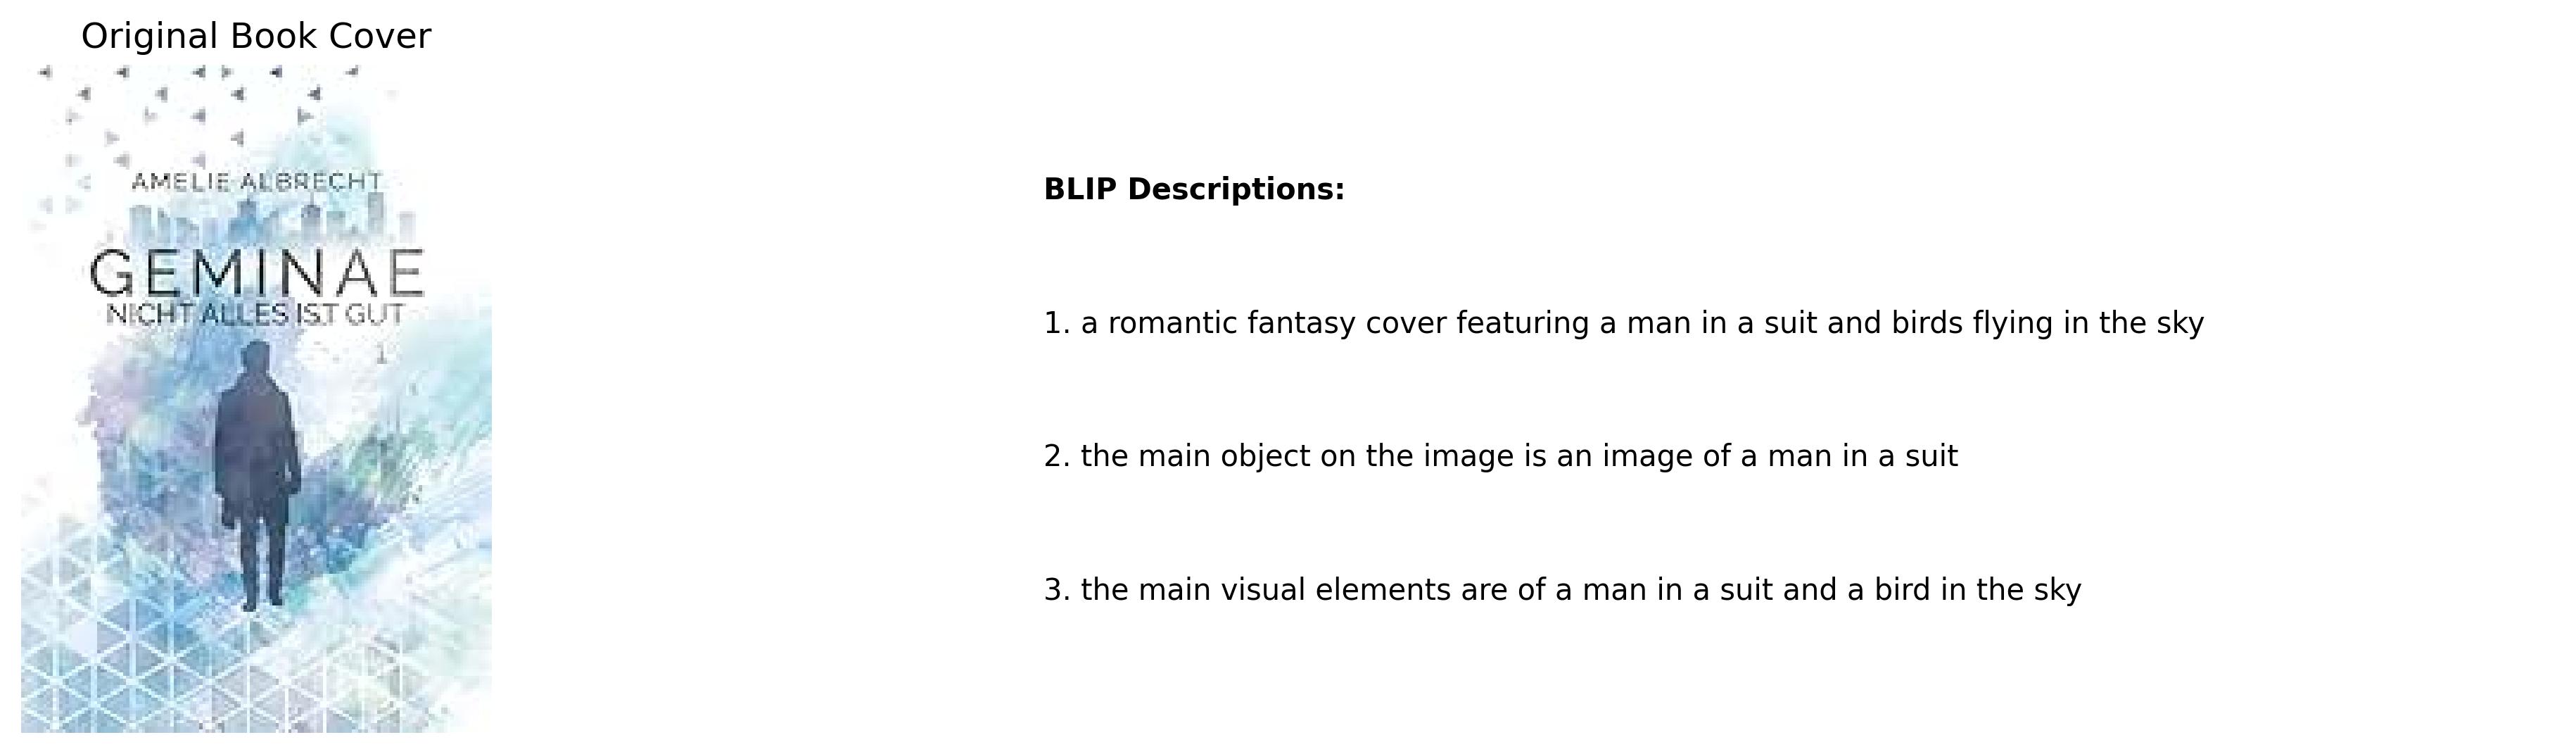 Original Book Cover
AMELIE ALBRECHT
GEMINAE
NICHT ALLES IST GUT
1
BLIP Descriptions:
1. a romantic fantasy cover featuring a man in a suit and birds flying in the sky
2. the main object on the image is an image of a man in a suit
3. the main visual elements are of a man in a suit and a bird in the sky